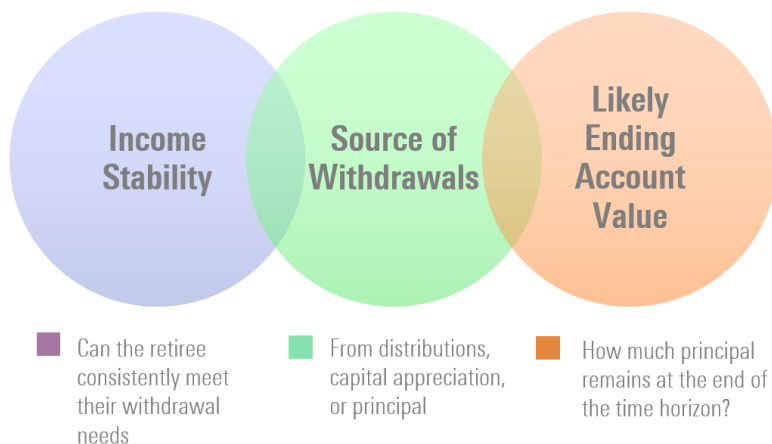 Income
Stability
Source of
Withdrawals
Likely
Ending
Account
Value
Can the retiree
consistently meet
their withdrawal
needs
From distributions,
capital appreciation,
or principal
How much principal
remains at the end of
the time horizon?